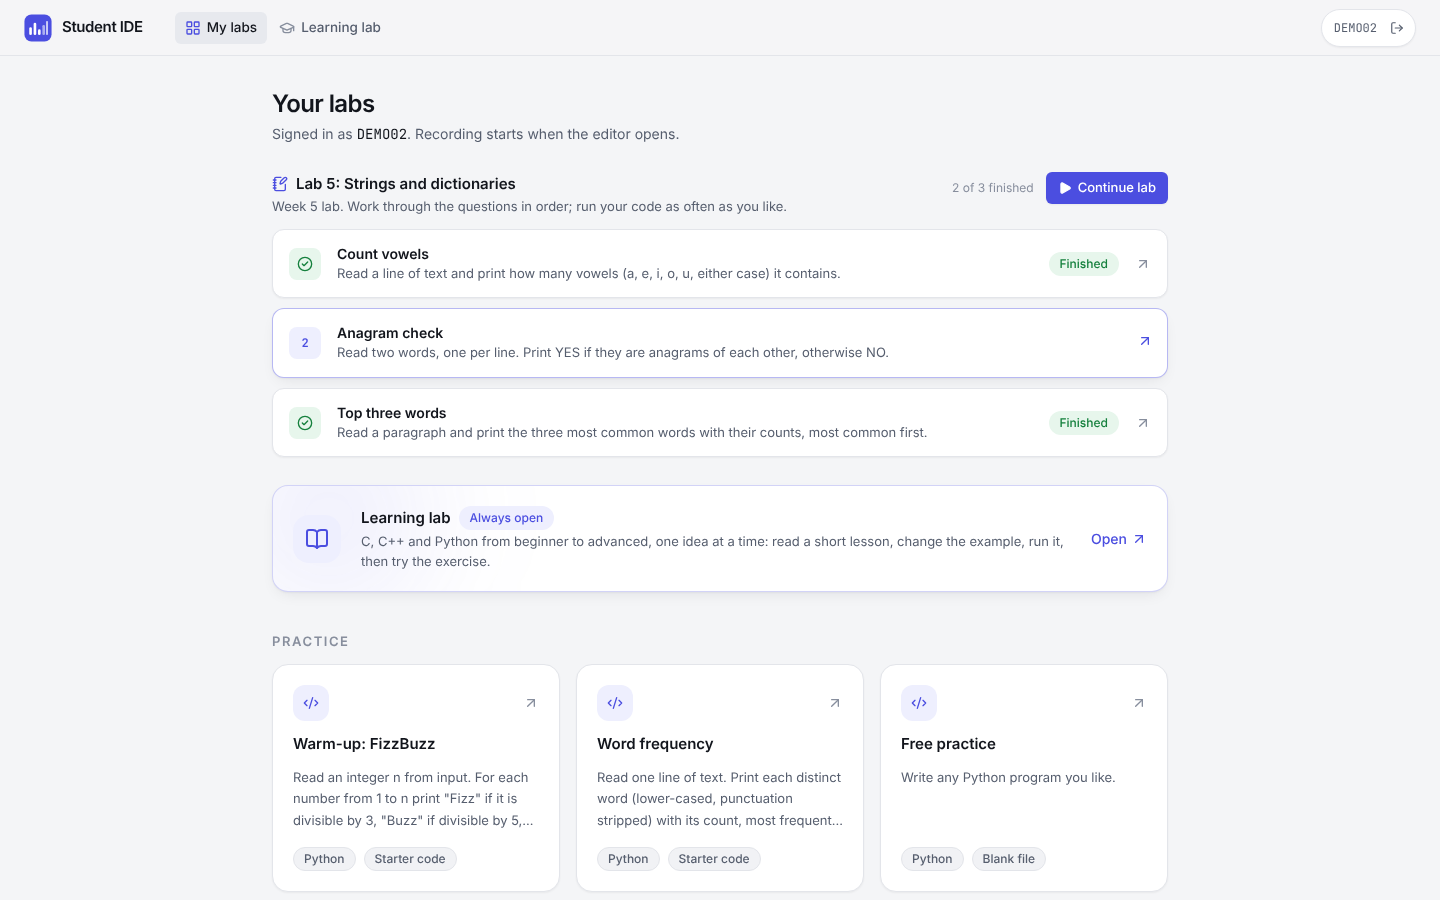 Student IDE
My labs
Learning lab
DEMO02
Your labs
Signed in as DEMO02. Recording starts when the editor opens.
Lab 5: Strings and dictionaries
2 of 3 finished
Continue lab
Week 5 lab. Work through the questions in order; run your code as often as you like.
Count vowels
Read a line of text and print how many vowels (a, e, i, o, u, either case) it contains.
Finished
2
Anagram check
Read two words, one per line. Print YES if they are anagrams of each other, otherwise NO.
Top three words
Read a paragraph and print the three most common words with their counts, most common first.
Finished
Learning lab
Always open
C, C++ and Python from beginner to advanced, one idea at a time: read a short lesson, change the example, run it,
then try the exercise.
Open
PRACTICE
Warm-up: FizzBuzz
Read an integer n from input. For each
number from 1 to n print "Fizz" if it is
divisible by 3, "Buzz" if divisible by 5,...
Python
Starter code
Word frequency
Read one line of text. Print each distinct
word (lower-cased, punctuation
stripped) with its count, most frequent...
Python
Starter code
Free practice
Write any Python program you like.
Python
Blank file